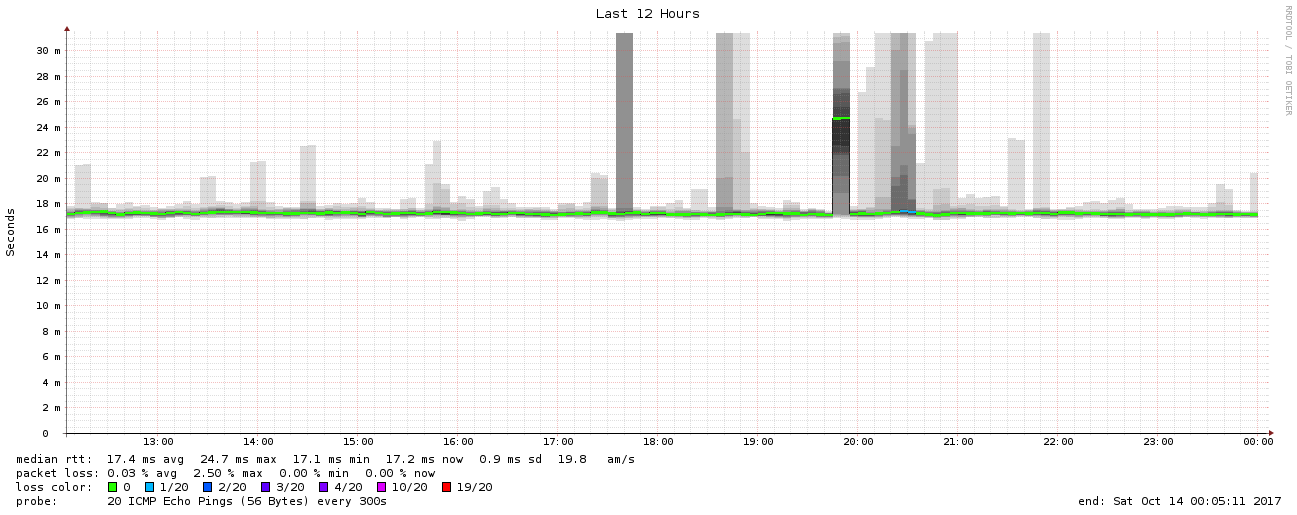 Last 12 Hours
RRDTOOL / TOBI OETIKER
Seconds
30 m
28 m
26 m
24 m
22 m
20 m
18 m
16 m
14 m
12 m
10 m
8 m
6 m
4 m
2 m
0
13:00 14:00 15:00 16:00 17:00 18:00 19:00 20:00 21:00 22:00 23:00 00:00
median rtt: 17.4 ms avg 24.7 ms max 17.1 ms min 17.2 ms now 0.9 ms sd 19.8 am/s
packet loss: 0.03 % avg 2.50 % max 0.00 % min 0.00 % now
loss color: 0 1/20 2/20 3/20 4/20 10/20 19/20
probe: 20 ICMP Echo Pings (56 Bytes) every 300s end: Sat Oct 14 00:05:11 2017